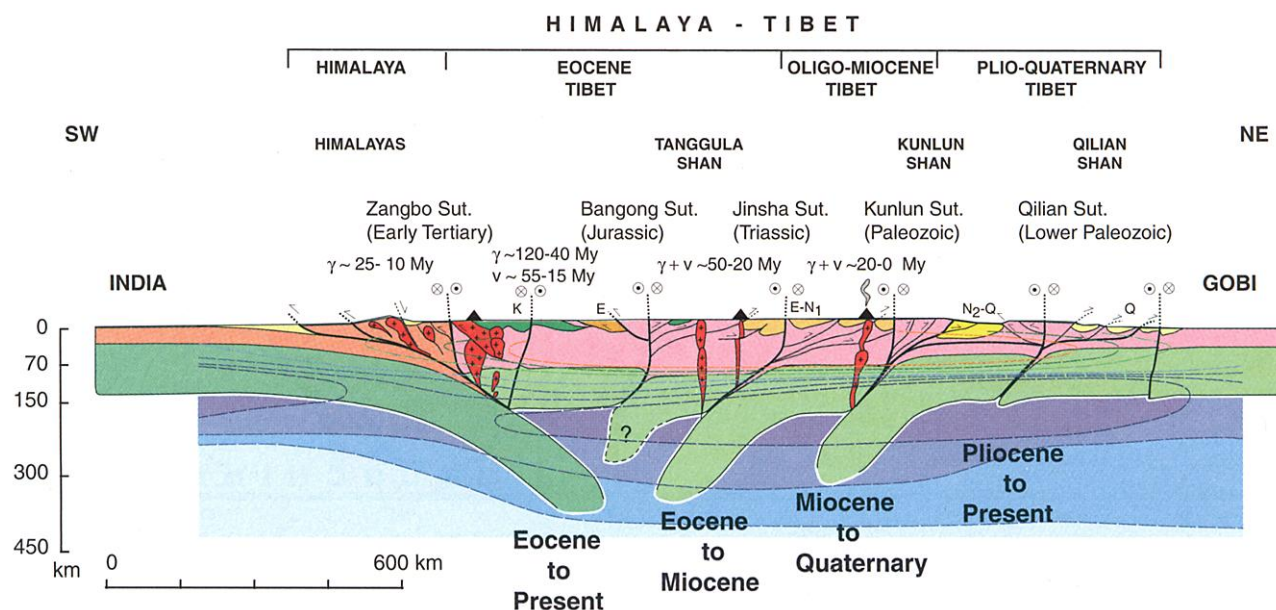 HIMALAYA - TIBET
HIMALAYA
EOCENE
TIBET
OLIGO-MIOCENE
TIBET
PLIO-QUATERNARY
TIBET
SW
NE
HIMALAYAS
TANGGULA
SHAN
KUNLUN
SHAN
QILIAN
SHAN
Zangbo Sut.
(Early Tertiary)
Bangong Sut.
(Jurassic)
Jinsha Sut.
(Triassic)
Kunlun Sut.
(Paleozoic)
Qilian Sut.
(Lower Paleozoic)
γ ~ 25- 10 My
γ ~120-40 My
v ~ 55-15 My
γ + v ~50-20 My
γ + v ~20-0 My
INDIA
GOBI
K
E
E-N₁
N₂-Q
Q
0
70
150
300
450
km
?
Eocene
to
Present
Eocene
to
Miocene
Miocene
to
Quaternary
Pliocene
to
Present
0
600 km